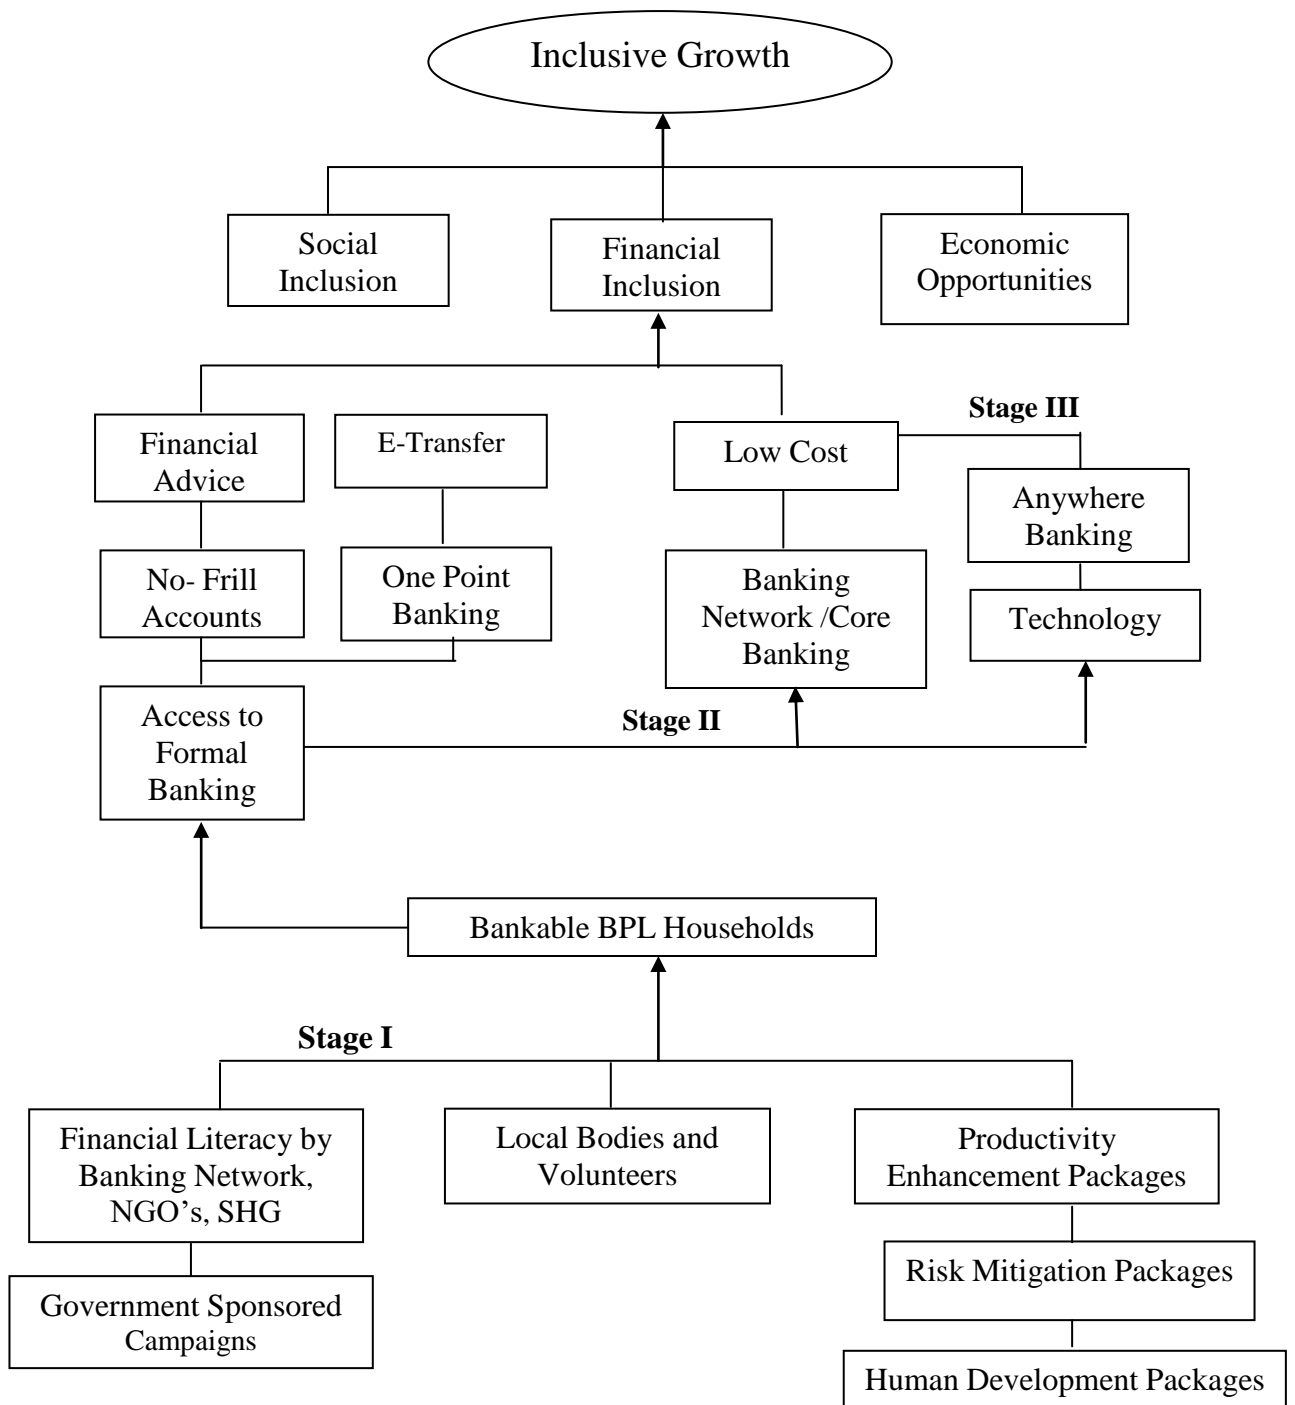 Inclusive Growth
Social
Inclusion
Financial
Inclusion
Economic
Opportunities
Stage III
Financial
Advice
E-Transfer
Low Cost
Anywhere
Banking
No- Frill
Accounts
One Point
Banking
Banking
Network /Core
Banking
Technology
Access to
Formal
Banking
Stage II
Bankable BPL Households
Stage I
Financial Literacy by
Banking Network,
NGO’s, SHG
Local Bodies and
Volunteers
Productivity
Enhancement Packages
Risk Mitigation Packages
Government Sponsored
Campaigns
Human Development Packages